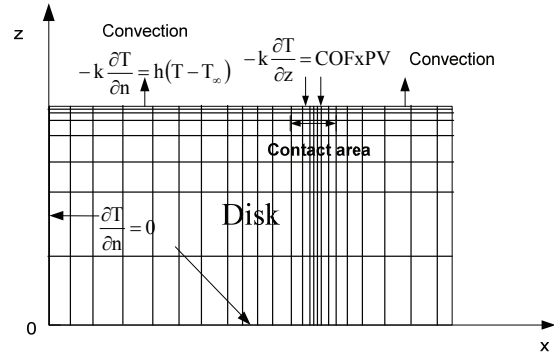 z
Convection
−k ∂T/∂n = h(T − T∞)
−k ∂T/∂z = COFxPV
Convection
Contact area
Disk
∂T/∂n = 0
0
x